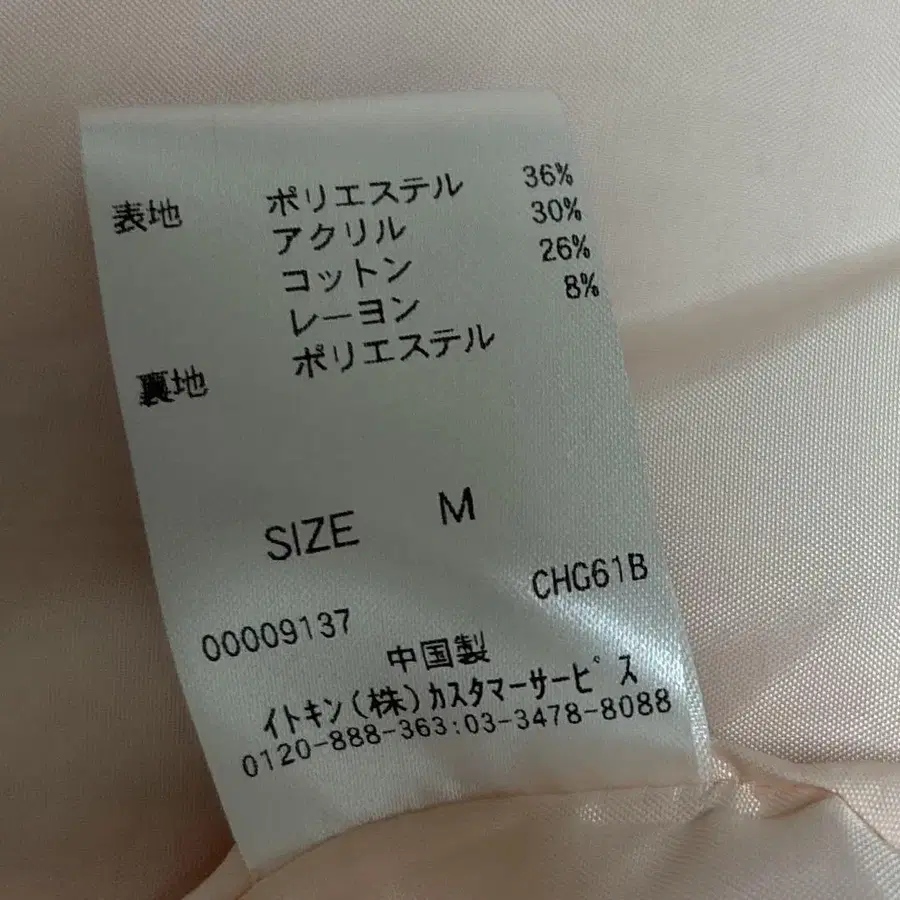 表地 ポリエステル 36%
アクリル 30%
コットン 26%
レーヨン 8%
裏地 ポリエステル
SIZE M
CHG61B
00009137
中国製
イトキン(株)カスタマーサービス
0120-888-363:03-3478-8088